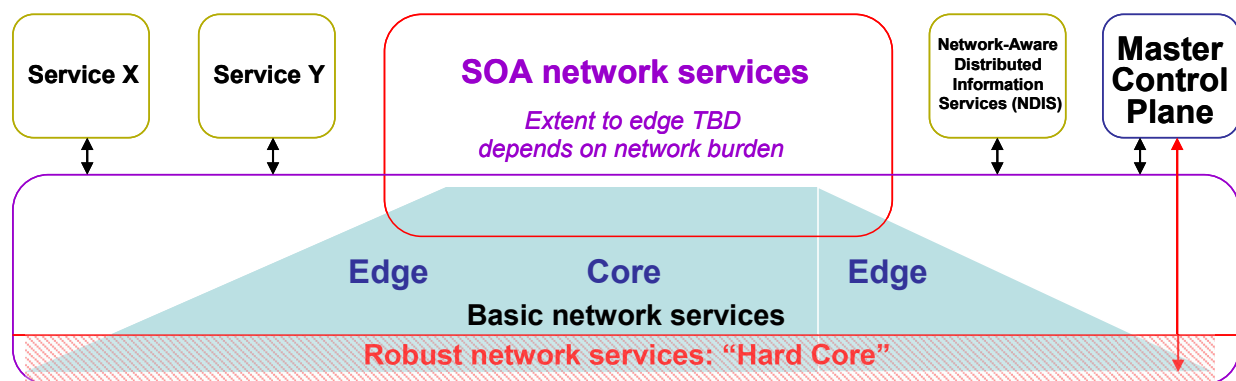 Service X
Service Y
SOA network services
Extent to edge TBD
depends on network burden
Network-Aware
Distributed
Information
Services (NDIS)
Master
Control
Plane
Edge
Core
Edge
Basic network services
Robust network services: “Hard Core”